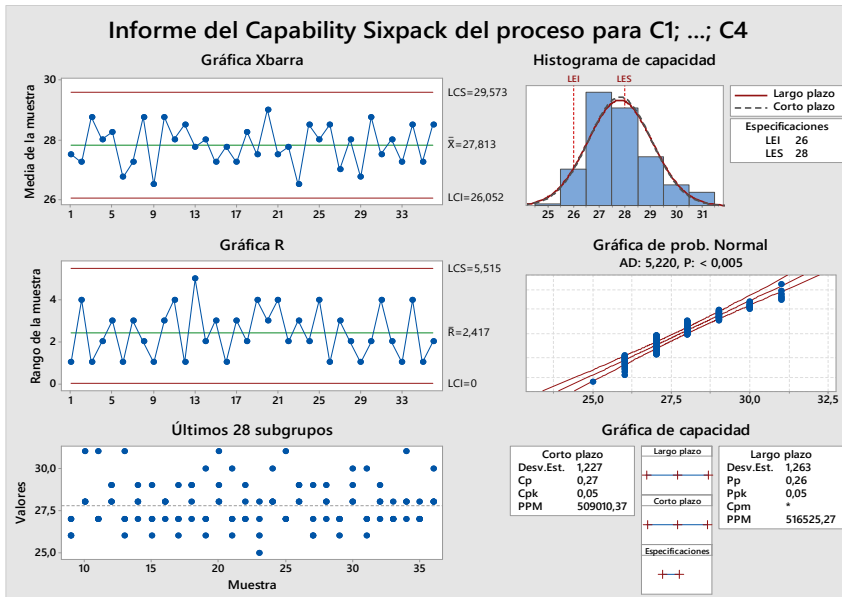 Informe del Capability Sixpack del proceso para C1; ...; C4
Gráfica Xbarra
Media de la muestra
30
28
26
LCS=29,573
X̿=27,813
LCI=26,052
1 5 9 13 17 21 25 29 33
Histograma de capacidad
LEI LES
25 26 27 28 29 30 31
Largo plazo
Corto plazo
Especificaciones
LEI 26
LES 28
Gráfica R
Rango de la muestra
4
2
0
LCS=5,515
R̅=2,417
LCI=0
1 5 9 13 17 21 25 29 33
Gráfica de prob. Normal
AD: 5,220, P: < 0,005
25,0 27,5 30,0 32,5
Últimos 28 subgrupos
Valores
30,0
27,5
25,0
10 15 20 25 30 35
Muestra
Gráfica de capacidad
Corto plazo
Desv.Est. 1,227
Cp 0,27
Cpk 0,05
PPM 509010,37
Largo plazo
Corto plazo
Especificaciones
Largo plazo
Desv.Est. 1,263
Pp 0,26
Ppk 0,05
Cpm *
PPM 516525,27